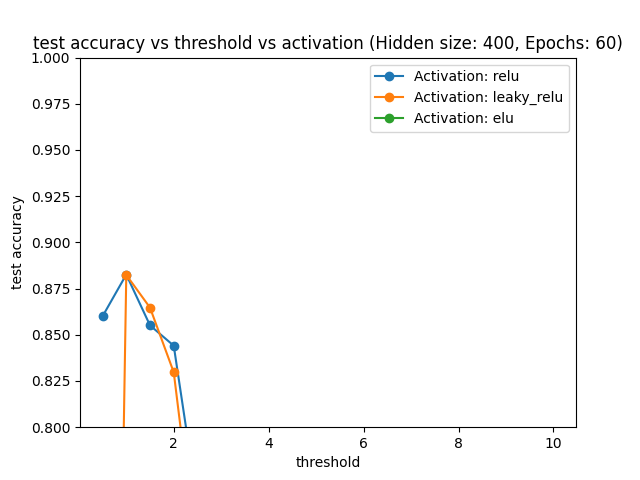 test accuracy vs threshold vs activation (Hidden size: 400, Epochs: 60)
1.000
0.975
0.950
0.925
0.900
0.875
0.850
0.825
0.800
test accuracy
Activation: relu
Activation: leaky_relu
Activation: elu
2 4 6 8 10
threshold